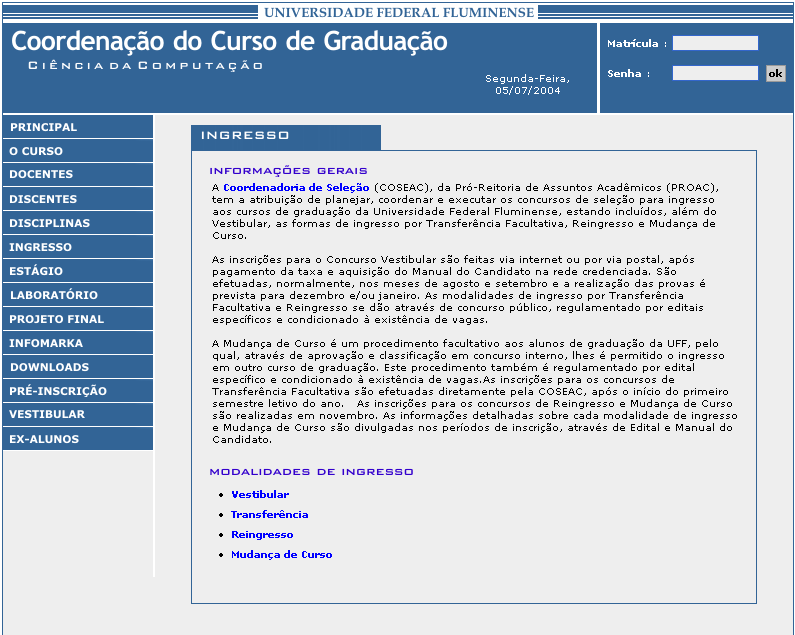 UNIVERSIDADE FEDERAL FLUMINENSE
Coordenação do Curso de Graduação
CIÊNCIA DA COMPUTAÇÃO
Segunda-Feira,
05/07/2004
Matrícula :
Senha :
ok
PRINCIPAL
O CURSO
DOCENTES
DISCENTES
DISCIPLINAS
INGRESSO
ESTÁGIO
LABORATÓRIO
PROJETO FINAL
INFOMARKA
DOWNLOADS
PRÉ-INSCRIÇÃO
VESTIBULAR
EX-ALUNOS
INGRESSO
INFORMAÇÕES GERAIS
A Coordenadoria de Seleção (COSEAC), da Pró-Reitoria de Assuntos Acadêmicos (PROAC),
tem a atribuição de planejar, coordenar e executar os concursos de seleção para ingresso
aos cursos de graduação da Universidade Federal Fluminense, estando incluídos, além do
Vestibular, as formas de ingresso por Transferência Facultativa, Reingresso e Mudança de
Curso.
As inscrições para o Concurso Vestibular são feitas via internet ou por via postal, após
pagamento da taxa e aquisição do Manual do Candidato na rede credenciada. São
efetuadas, normalmente, nos meses de agosto e setembro e a realização das provas é
prevista para dezembro e/ou janeiro. As modalidades de ingresso por Transferência
Facultativa e Reingresso se dão através de concurso público, regulamentado por editais
específicos e condicionado à existência de vagas.
A Mudança de Curso é um procedimento facultativo aos alunos de graduação da UFF, pelo
qual, através de aprovação e classificação em concurso interno, lhes é permitido o ingresso
em outro curso de graduação. Este procedimento também é regulamentado por edital
específico e condicionado à existência de vagas.As inscrições para os concursos de
Transferência Facultativa são efetuadas diretamente pela COSEAC, após o início do primeiro
semestre letivo do ano. As inscrições para os concursos de Reingresso e Mudança de Curso
são realizadas em novembro. As informações detalhadas sobre cada modalidade de ingresso
e Mudança de Curso são divulgadas nos períodos de inscrição, através de Edital e Manual do
Candidato.
MODALIDADES DE INGRESSO
• Vestibular
• Transferência
• Reingresso
• Mudança de Curso